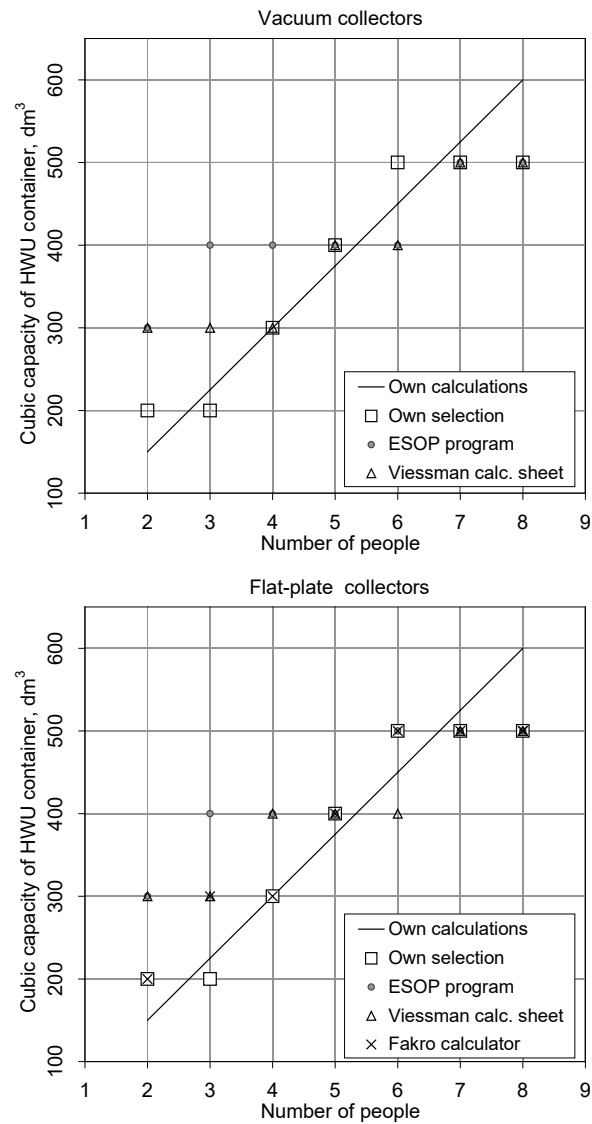 Vacuum collectors
Cubic capacity of HWU container, dm³
600
500
400
300
200
100
Own calculations
Own selection
ESOP program
Viessman calc. sheet
1 2 3 4 5 6 7 8 9
Number of people
Flat-plate collectors
Cubic capacity of HWU container, dm³
600
500
400
300
200
100
Own calculations
Own selection
ESOP program
Viessman calc. sheet
Fakro calculator
1 2 3 4 5 6 7 8 9
Number of people